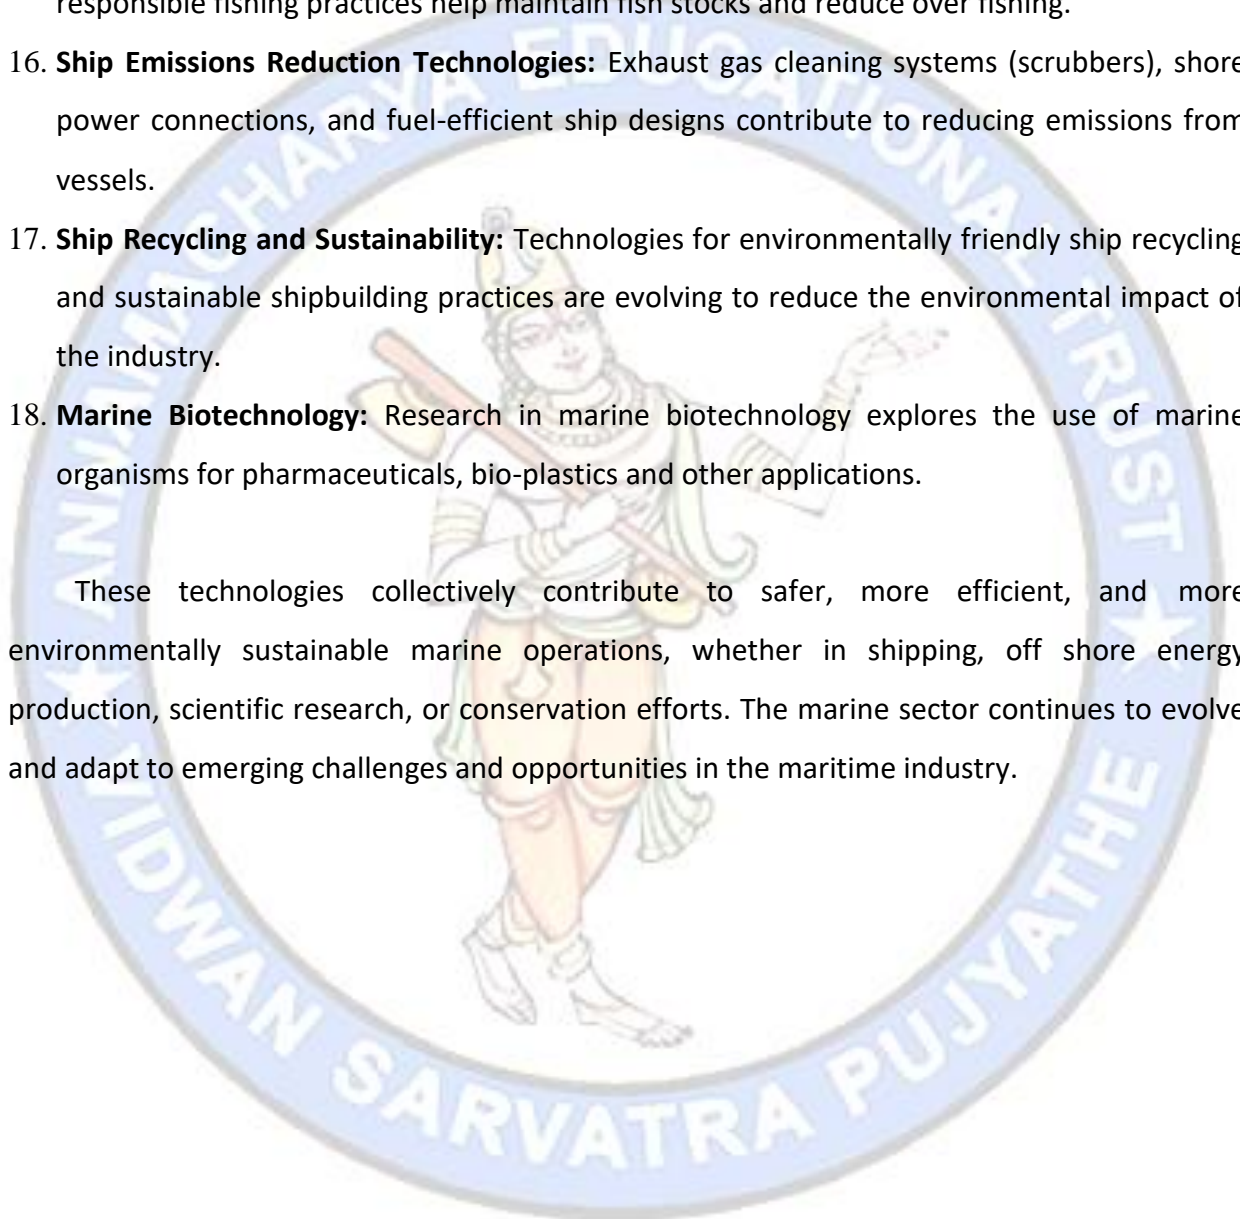 responsible fishing practices help maintain fish stocks and reduce over fishing.
16. Ship Emissions Reduction Technologies: Exhaust gas cleaning systems (scrubbers), shore
power connections, and fuel-efficient ship designs contribute to reducing emissions from
vessels.
17. Ship Recycling and Sustainability: Technologies for environmentally friendly ship recycling
and sustainable shipbuilding practices are evolving to reduce the environmental impact of
the industry.
18. Marine Biotechnology: Research in marine biotechnology explores the use of marine
organisms for pharmaceuticals, bio-plastics and other applications.
These technologies collectively contribute to safer, more efficient, and more
environmentally sustainable marine operations, whether in shipping, off shore energy
production, scientific research, or conservation efforts. The marine sector continues to evolve
and adapt to emerging challenges and opportunities in the maritime industry.
ANNAMACHARYA EDUCATIONAL TRUST
VIDWAN SARVATRA PUJYATHE